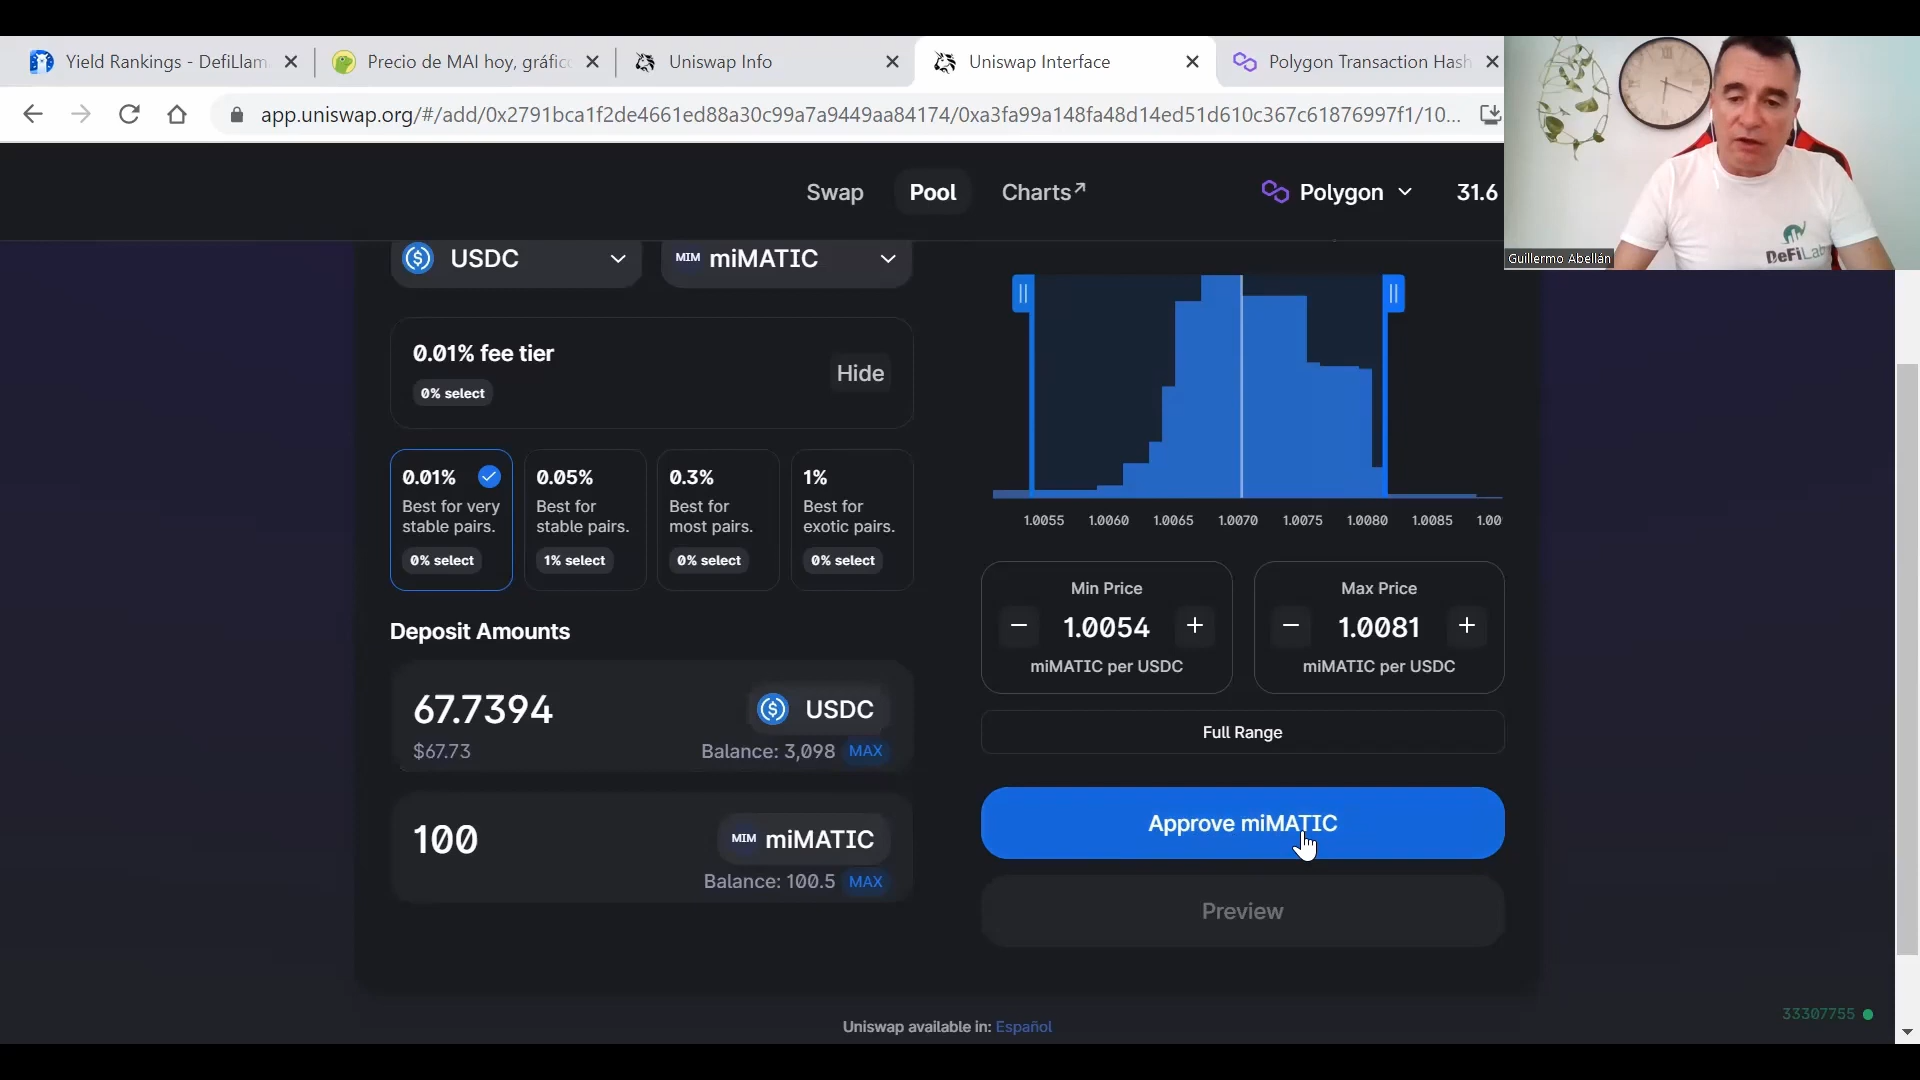 Yield Rankings - DefiLlam
Precio de MAI hoy, gráfico
Uniswap Info
Uniswap Interface
Polygon Transaction Hash
app.uniswap.org/#/add/0x2791bca1f2de4661ed88a30c99a7a9449aa84174/0xa3fa99a148fa48d14ed51d610c367c61876997f1/10...
Swap
Pool
Charts↗
Polygon
31.6
DeFiLab
Guillermo Abellán
USDC
MIM miMATIC
0.01% fee tier
0% select
Hide
0.01%
Best for very
stable pairs.
0% select
0.05%
Best for
stable pairs.
1% select
0.3%
Best for
most pairs.
0% select
1%
Best for
exotic pairs.
0% select
1.0055 1.0060 1.0065 1.0070 1.0075 1.0080 1.0085 1.00
Min Price
1.0054
miMATIC per USDC
Max Price
1.0081
miMATIC per USDC
Full Range
Deposit Amounts
67.7394
USDC
$67.73
Balance: 3,098 MAX
100
MIM miMATIC
Balance: 100.5 MAX
Approve miMATIC
Preview
Uniswap available in: Español
33307755